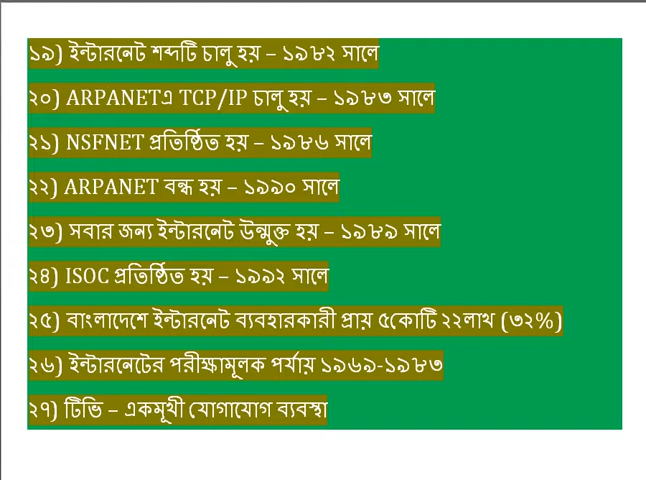 ১৯) ইন্টারনেট শব্দটি চালু হয় – ১৯৮২ সালে
২০) ARPANETএ TCP/IP চালু হয় – ১৯৮৩ সালে
২১) NSFNET প্রতিষ্ঠিত হয় – ১৯৮৬ সালে
২২) ARPANET বন্ধ হয় – ১৯৯০ সালে
২৩) সবার জন্য ইন্টারনেট উন্মুক্ত হয় – ১৯৮৯ সালে
২৪) ISOC প্রতিষ্ঠিত হয় – ১৯৯২ সালে
২৫) বাংলাদেশে ইন্টারনেট ব্যবহারকারী প্রায় ৫কোটি ২২লাখ (৩২%)
২৬) ইন্টারনেটের পরীক্ষামূলক পর্যায় ১৯৬৯-১৯৮৩
২৭) টিভি – একমূখী যোগাযোগ ব্যবস্থা